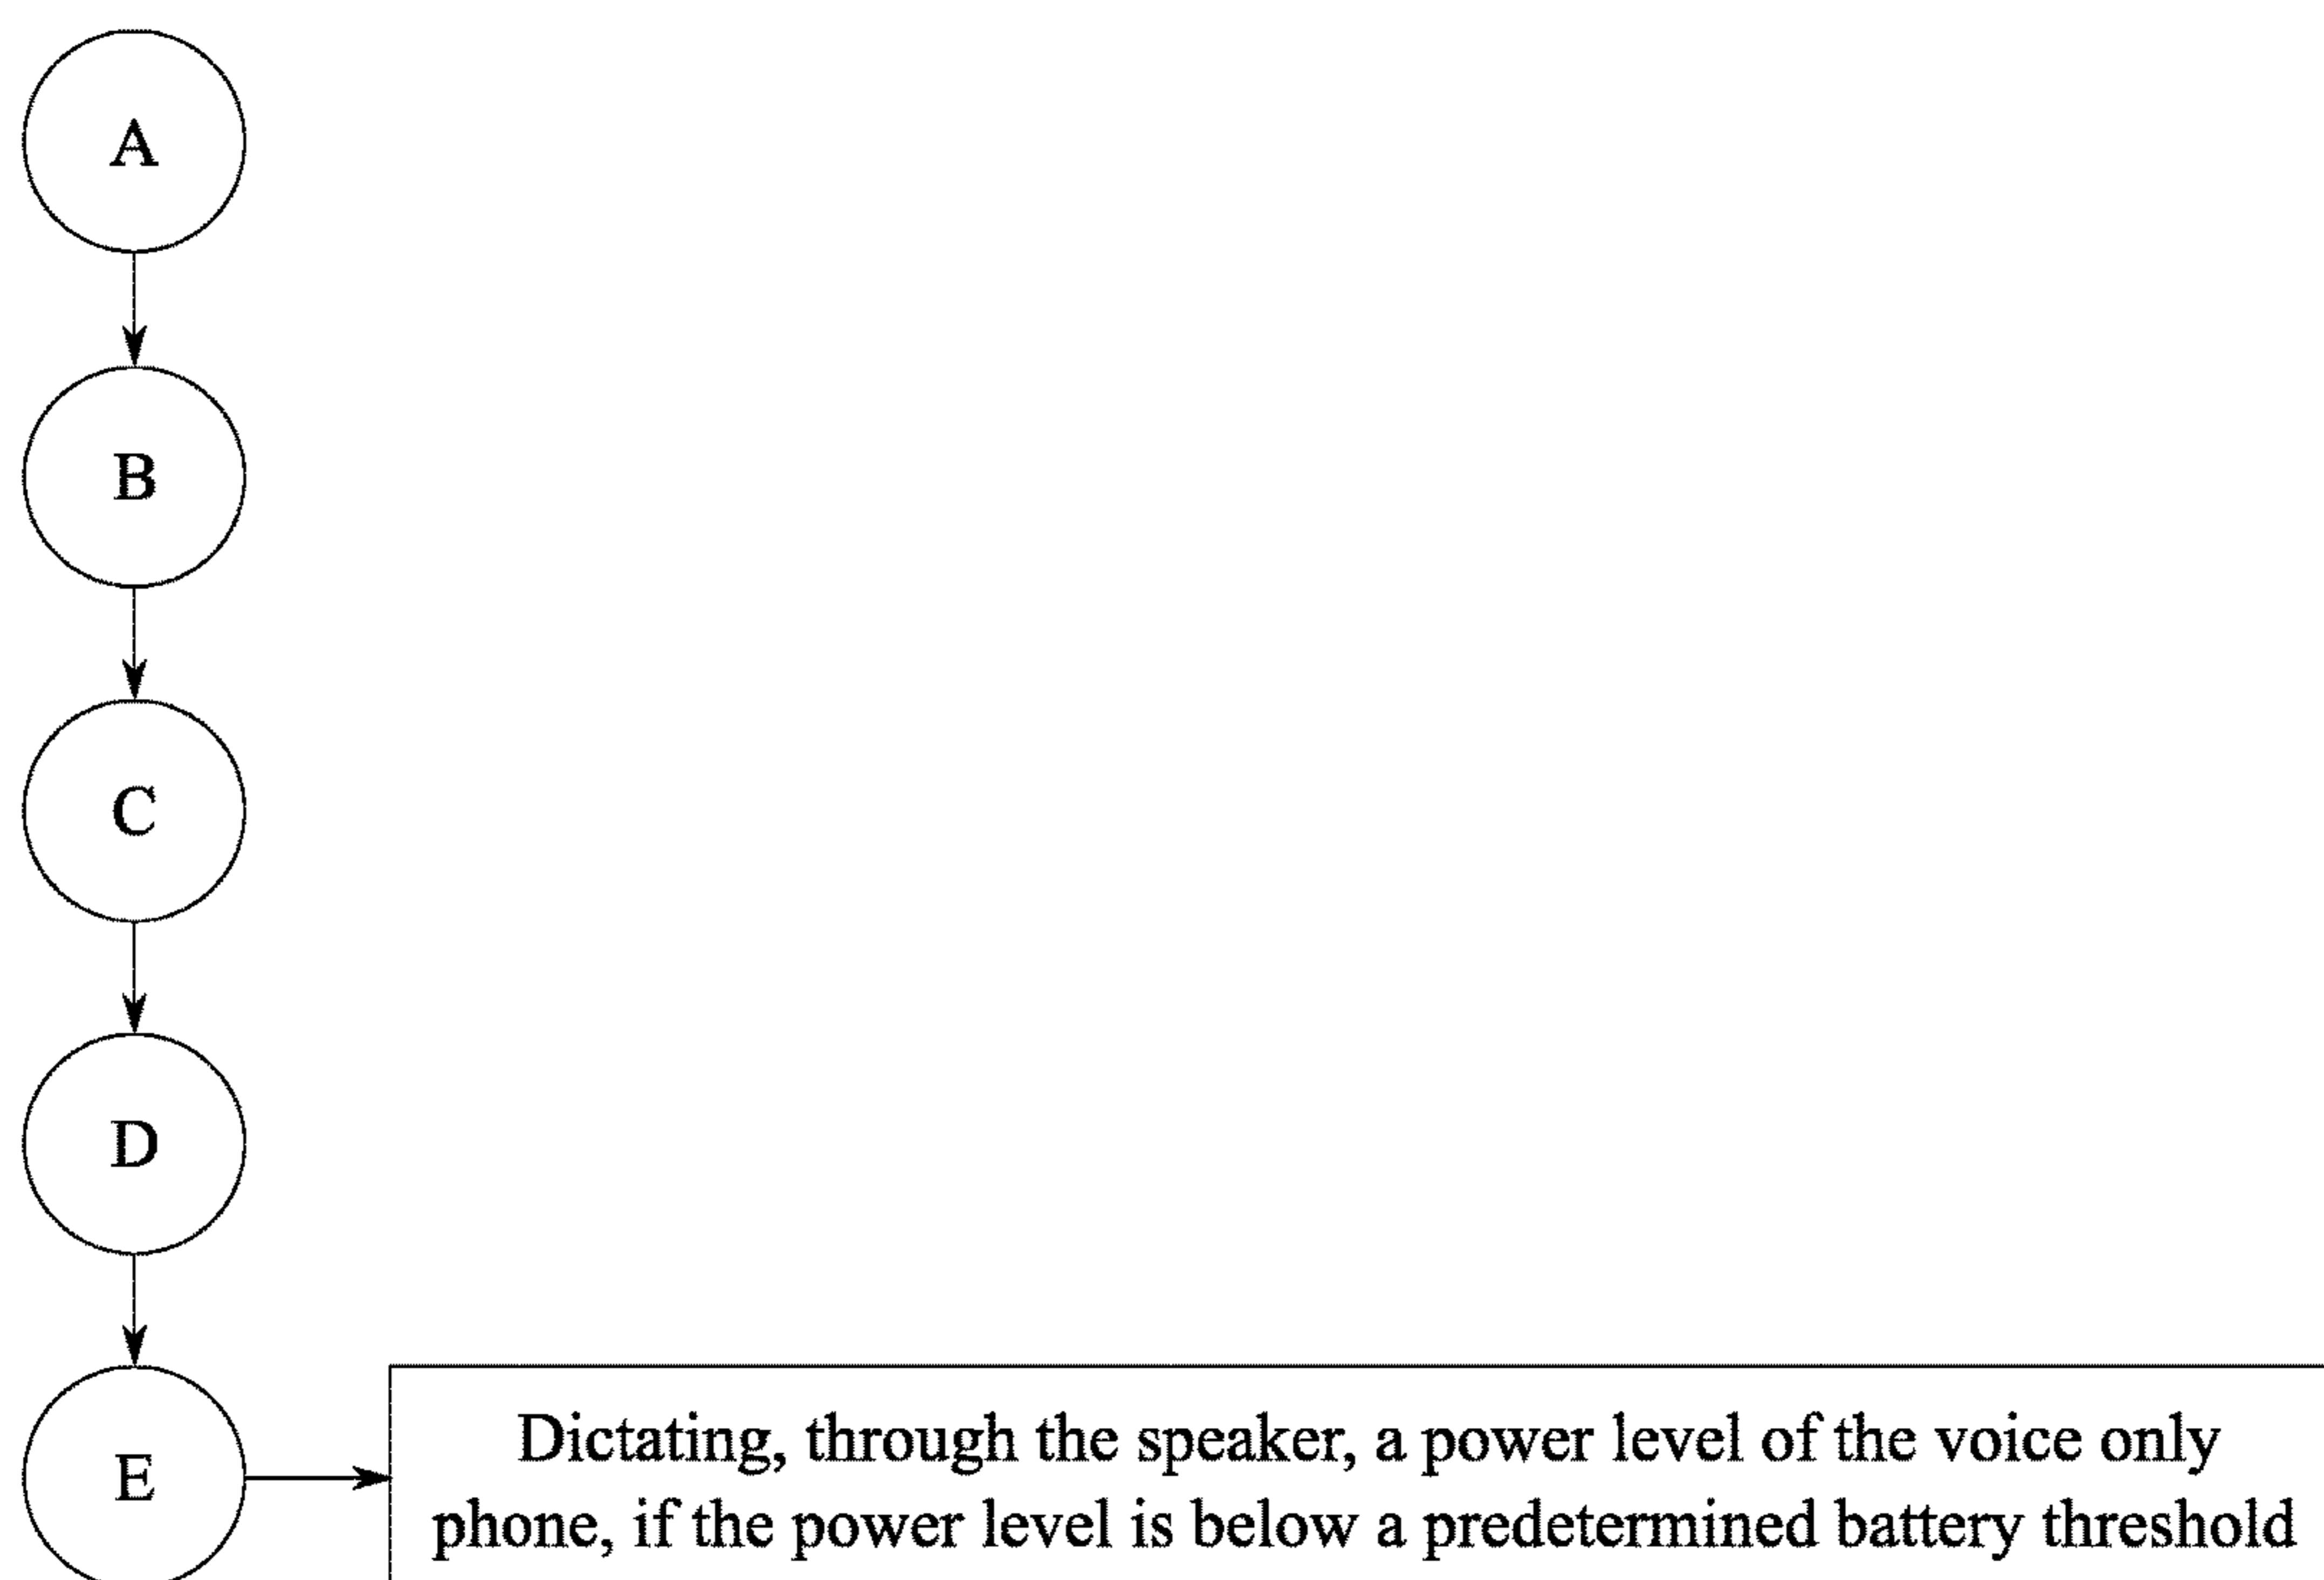 A
B
C
D
E
Dictating, through the speaker, a power level of the voice only
phone, if the power level is below a predetermined battery threshold